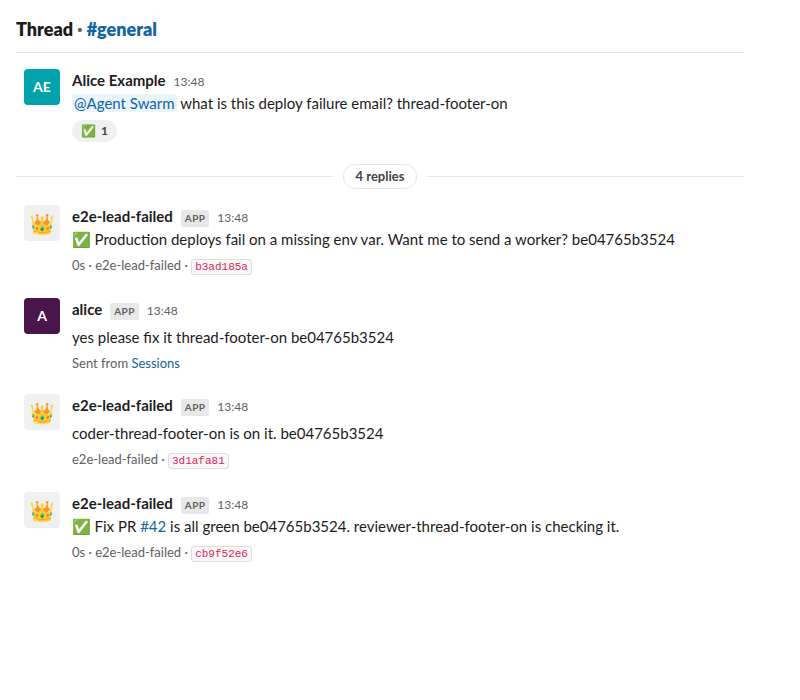 Thread • #general
AE
Alice Example 13:48
@Agent Swarm what is this deploy failure email? thread-footer-on
✅ 1
4 replies
e2e-lead-failed APP 13:48
✅ Production deploys fail on a missing env var. Want me to send a worker? be04765b3524
0s · e2e-lead-failed · b3ad185a
A
alice APP 13:48
yes please fix it thread-footer-on be04765b3524
Sent from Sessions
e2e-lead-failed APP 13:48
coder-thread-footer-on is on it. be04765b3524
e2e-lead-failed · 3d1afa81
e2e-lead-failed APP 13:48
✅ Fix PR #42 is all green be04765b3524. reviewer-thread-footer-on is checking it.
0s · e2e-lead-failed · cb9f52e6